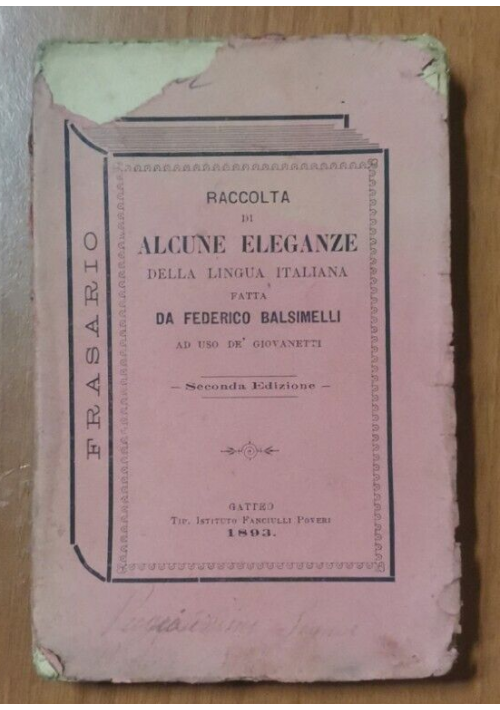 FRASARIO
RACCOLTA
DI
ALCUNE ELEGANZE
DELLA LINGUA ITALIANA
FATTA
DA FEDERICO BALSIMELLI
AD USO DE' GIOVANETTI
– Seconda Edizione –
GATTEO
TIP. ISTITUTO FANCIULLI POVERI
1893.